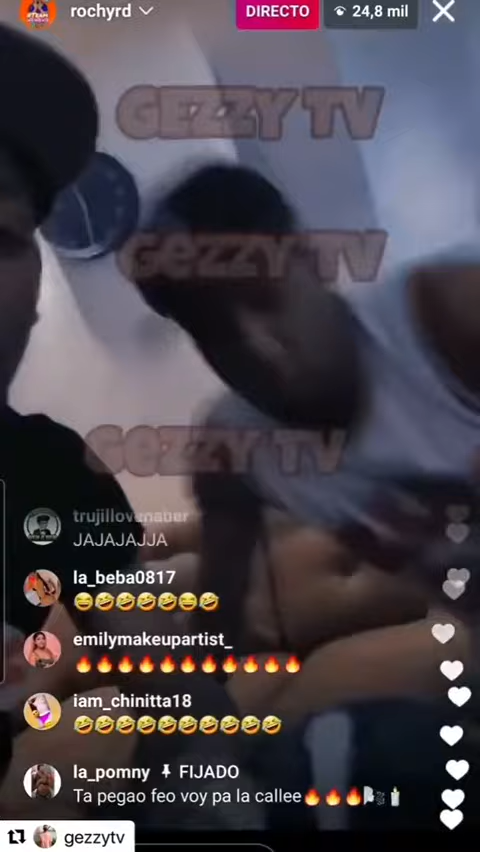 rochyrd
DIRECTO
24,8 mil
GEZZY TV
GEZZY TV
GEZZY TV
trujillovenaber
JAJAJAJJA
la_beba0817
😂🤣🤣🤣🤣😂🤣
emilymakeupartist_
🔥🔥🔥🔥🔥🔥🔥🔥🔥🔥🔥
iam_chinitta18
🤣🤣🤣🤣🤣🤣🤣🤣🤣🤣
la_pomny 📌 FIJADO
Ta pegao feo voy pa la callee🔥🔥🔥🌬🕯
gezzytv